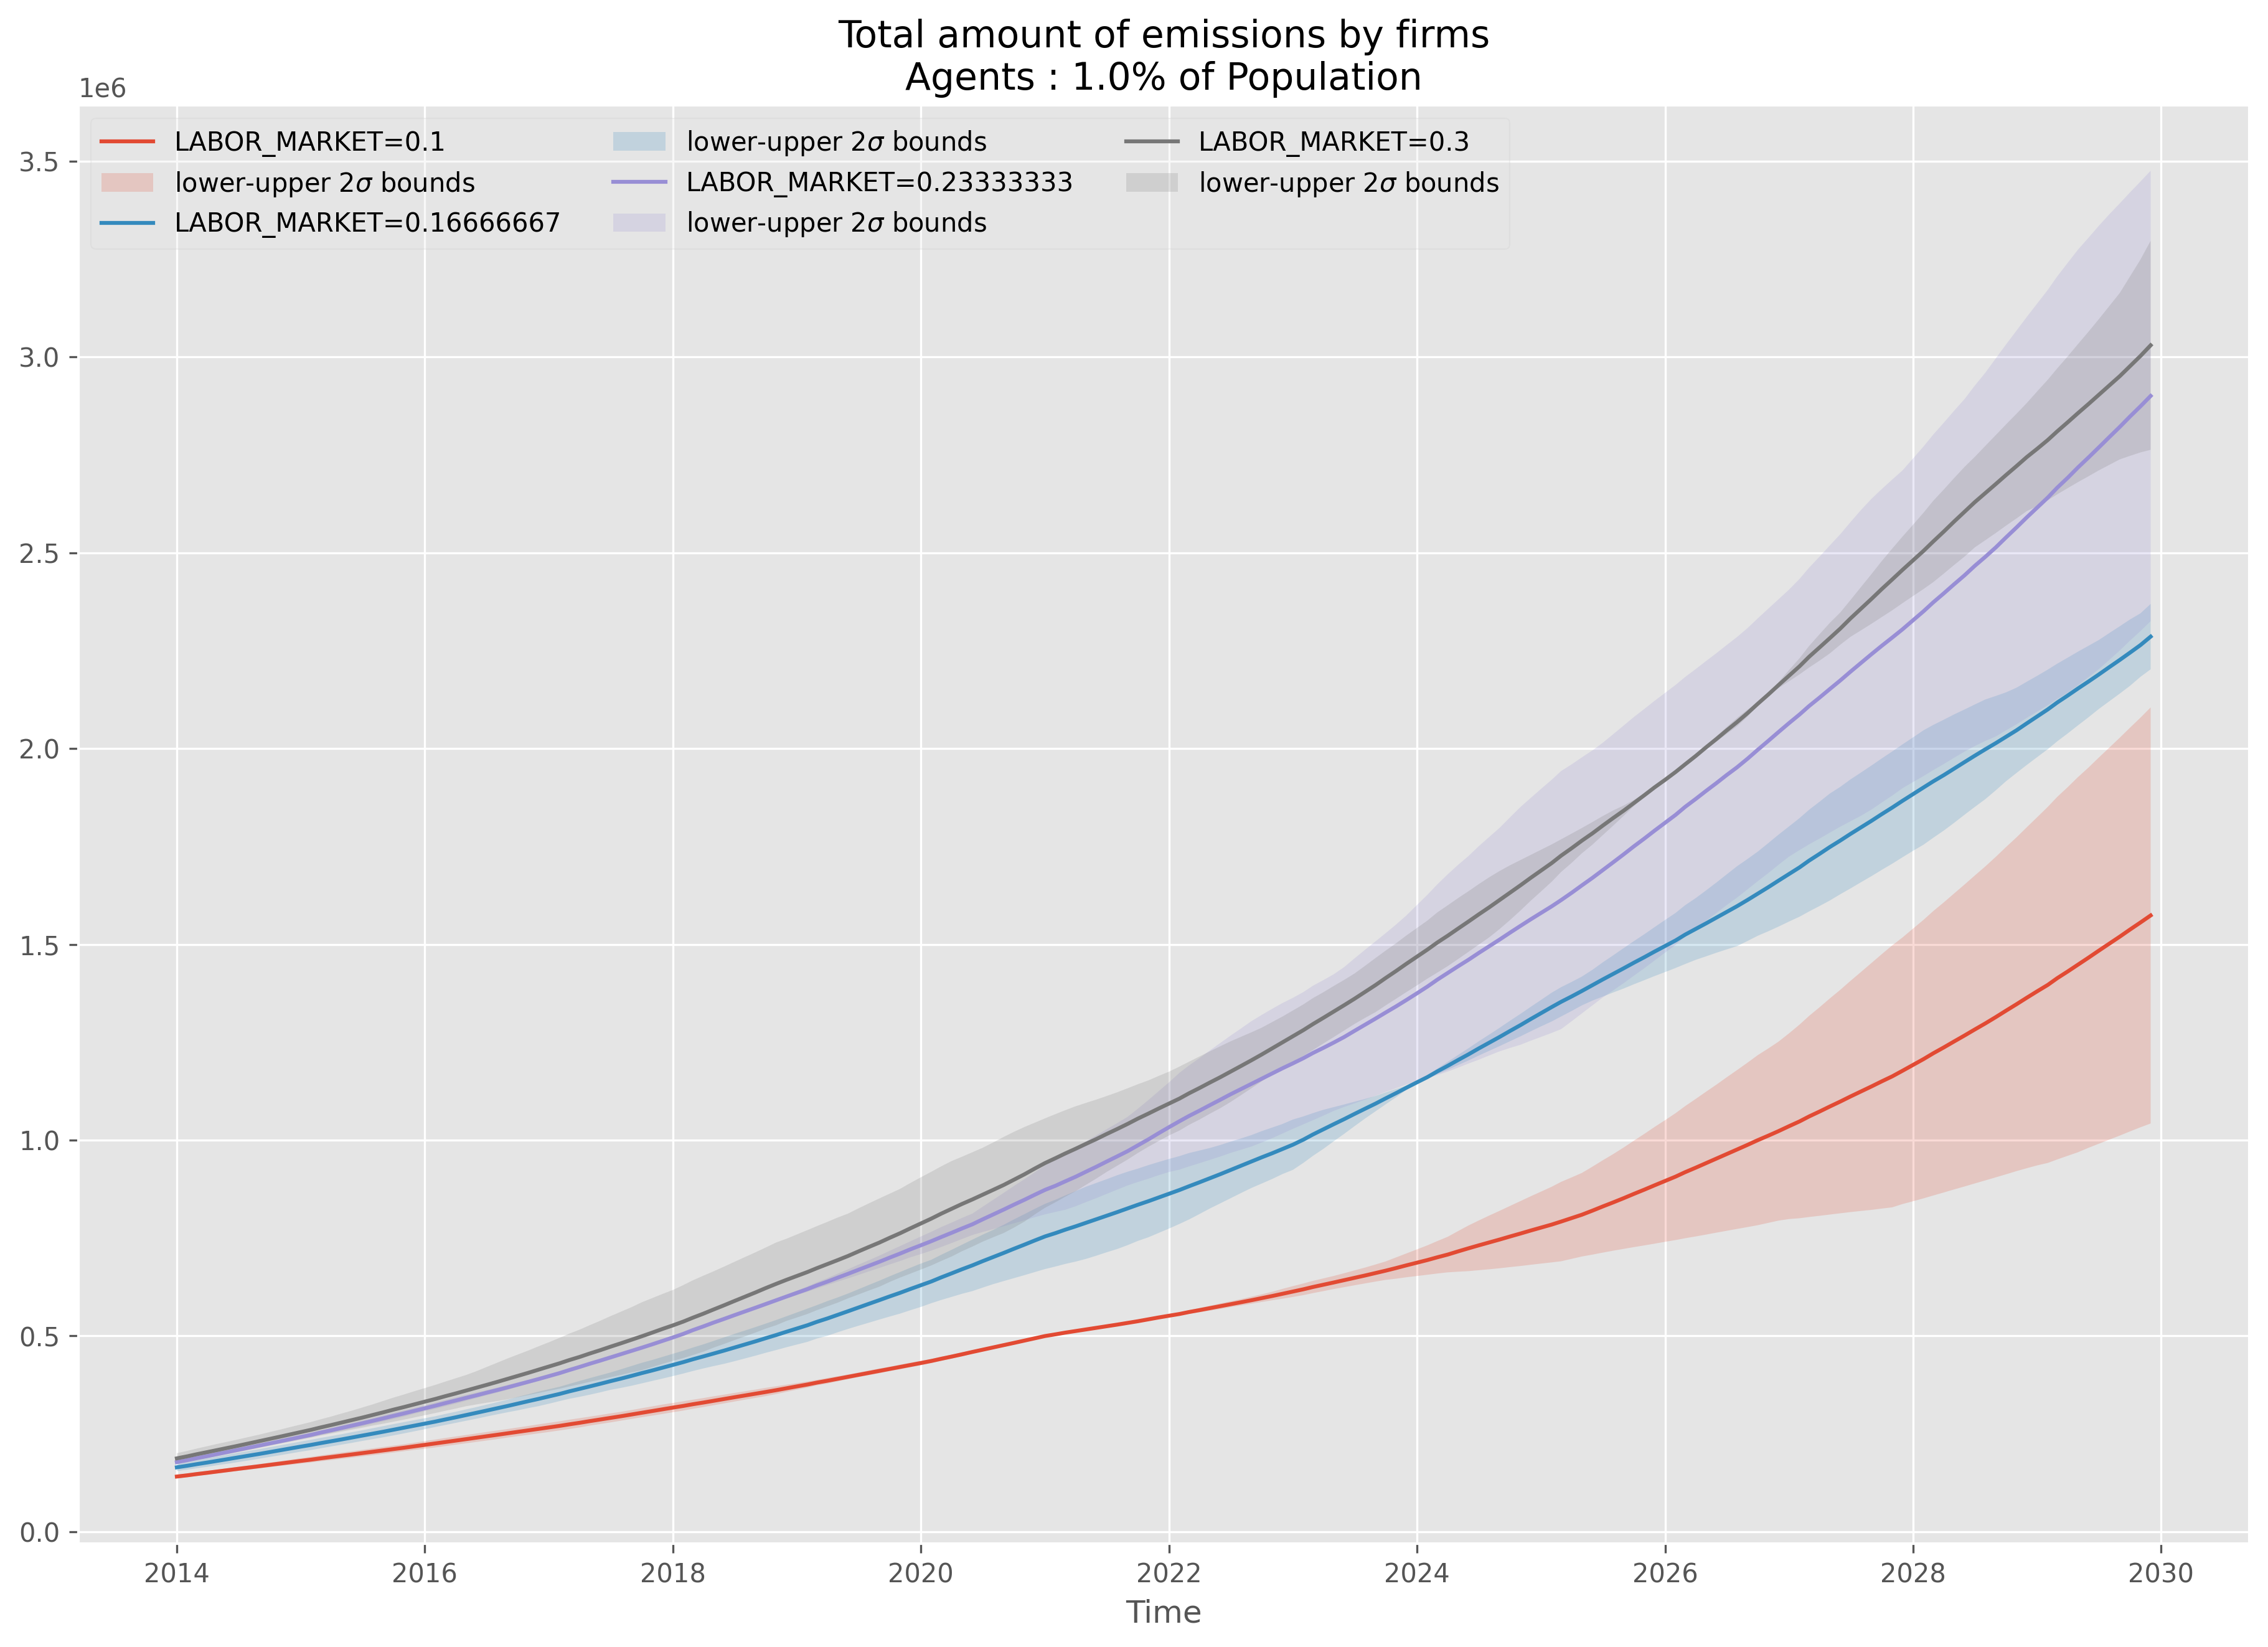 Total amount of emissions by firms
Agents : 1.0% of Population
1e6
LABOR_MARKET=0.1
lower-upper 2σ bounds
LABOR_MARKET=0.16666667
lower-upper 2σ bounds
LABOR_MARKET=0.23333333
lower-upper 2σ bounds
LABOR_MARKET=0.3
lower-upper 2σ bounds
3.5
3.0
2.5
2.0
1.5
1.0
0.5
0.0
2014 2016 2018 2020 2022 2024 2026 2028 2030
Time